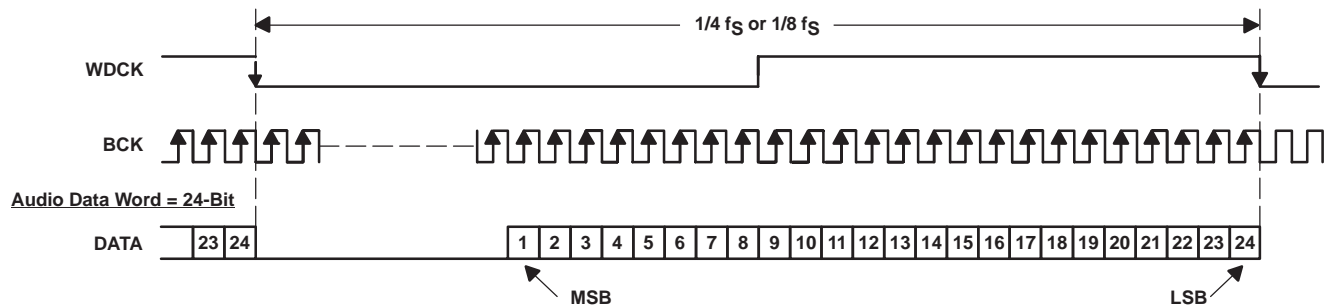 1/4 fS or 1/8 fS
WDCK
BCK
Audio Data Word = 24-Bit
DATA 23 24 1 2 3 4 5 6 7 8 9 10 11 12 13 14 15 16 17 18 19 20 21 22 23 24
MSB LSB